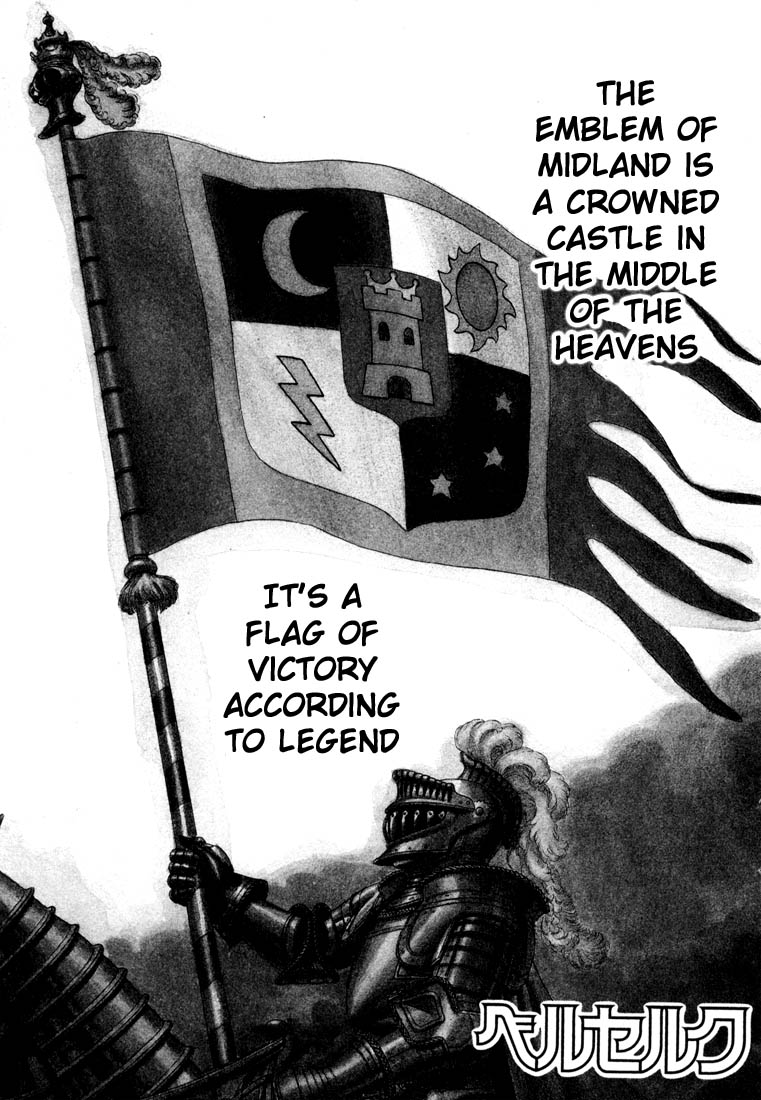 THE
EMBLEM OF
MIDLAND IS
A CROWNED
CASTLE IN
THE MIDDLE
OF THE
HEAVENS
IT'S A
FLAG OF
VICTORY
ACCORDING
TO LEGEND
ベルセルク